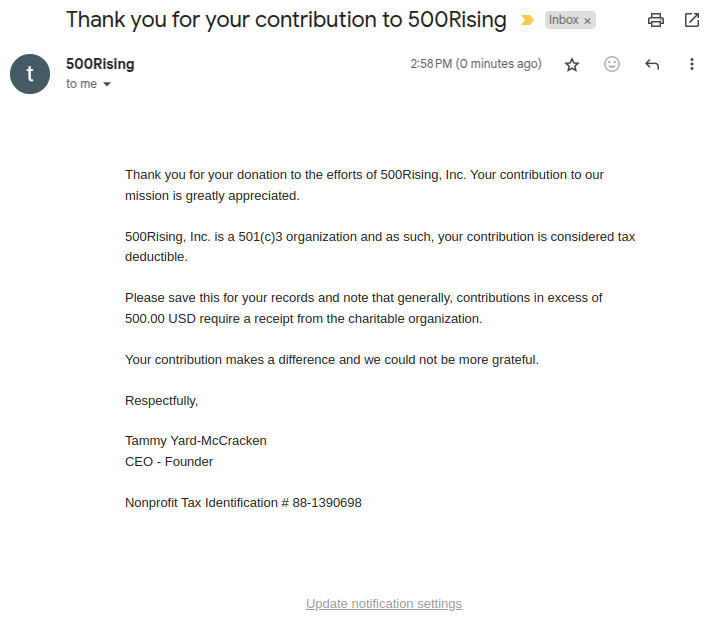 Thank you for your contribution to 500Rising
Inbox ×
t
500Rising
2:58 PM (0 minutes ago)
to me
Thank you for your donation to the efforts of 500Rising, Inc. Your contribution to our
mission is greatly appreciated.
500Rising, Inc. is a 501(c)3 organization and as such, your contribution is considered tax
deductible.
Please save this for your records and note that generally, contributions in excess of
500.00 USD require a receipt from the charitable organization.
Your contribution makes a difference and we could not be more grateful.
Respectfully,
Tammy Yard-McCracken
CEO - Founder
Nonprofit Tax Identification # 88-1390698
Update notification settings